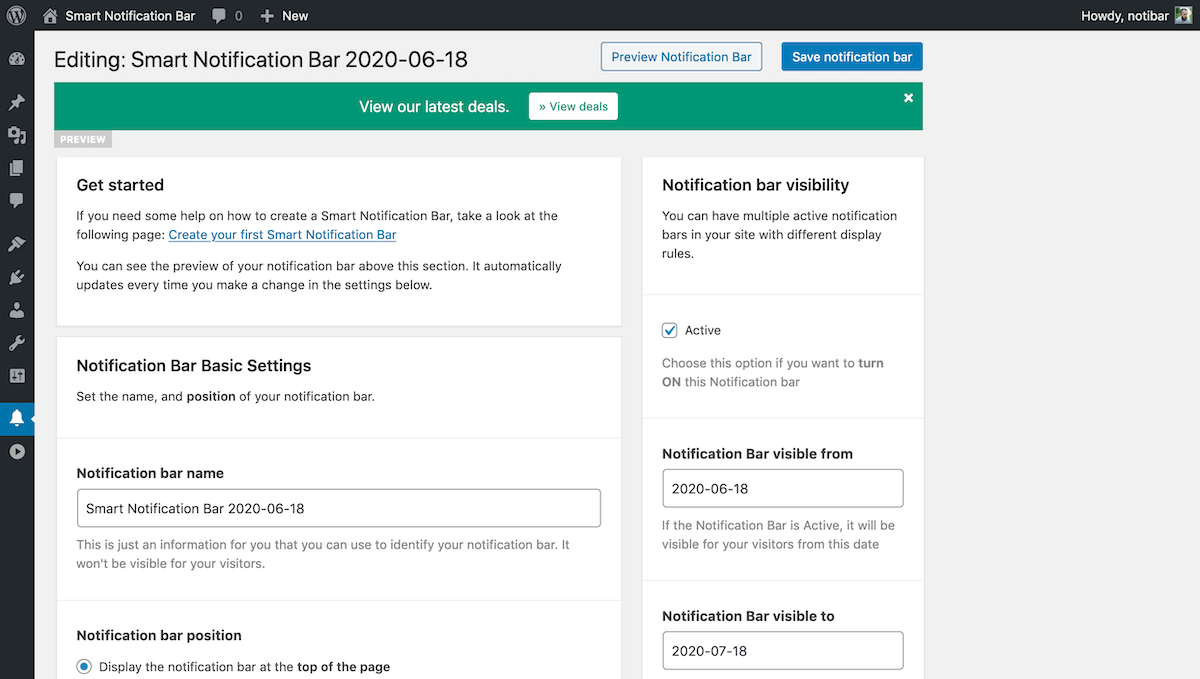 Smart Notification Bar
0
New
Howdy, notibar
Editing: Smart Notification Bar 2020-06-18
Preview Notification Bar
Save notification bar
View our latest deals.
» View deals
PREVIEW
Get started
If you need some help on how to create a Smart Notification Bar, take a look at the
following page: Create your first Smart Notification Bar
You can see the preview of your notification bar above this section. It automatically
updates every time you make a change in the settings below.
Notification Bar Basic Settings
Set the name, and position of your notification bar.
Notification bar name
Smart Notification Bar 2020-06-18
This is just an information for you that you can use to identify your notification bar. It
won't be visible for your visitors.
Notification bar position
Display the notification bar at the top of the page
Notification bar visibility
You can have multiple active notification
bars in your site with different display
rules.
Active
Choose this option if you want to turn
ON this Notification bar
Notification Bar visible from
2020-06-18
If the Notification Bar is Active, it will be
visible for your visitors from this date
Notification Bar visible to
2020-07-18